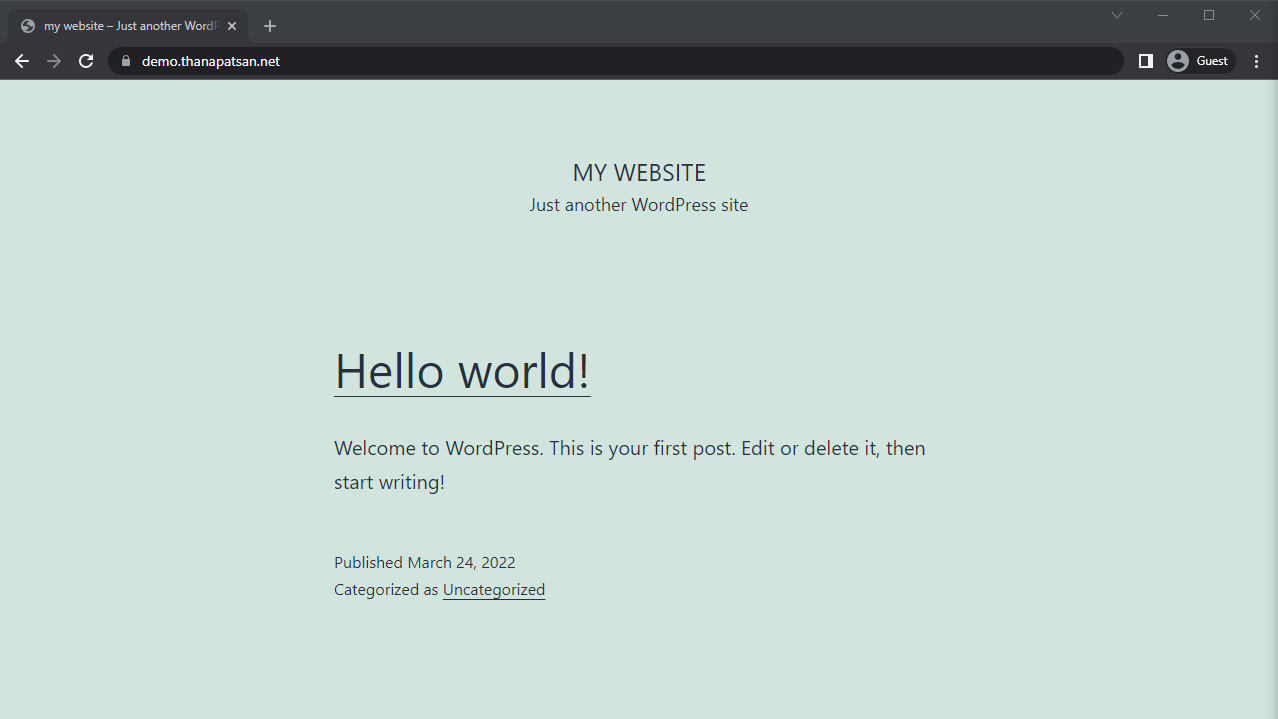 my website – Just another WordP
demo.thanapatsan.net
Guest
MY WEBSITE
Just another WordPress site
Hello world!
Welcome to WordPress. This is your first post. Edit or delete it, then
start writing!
Published March 24, 2022
Categorized as Uncategorized